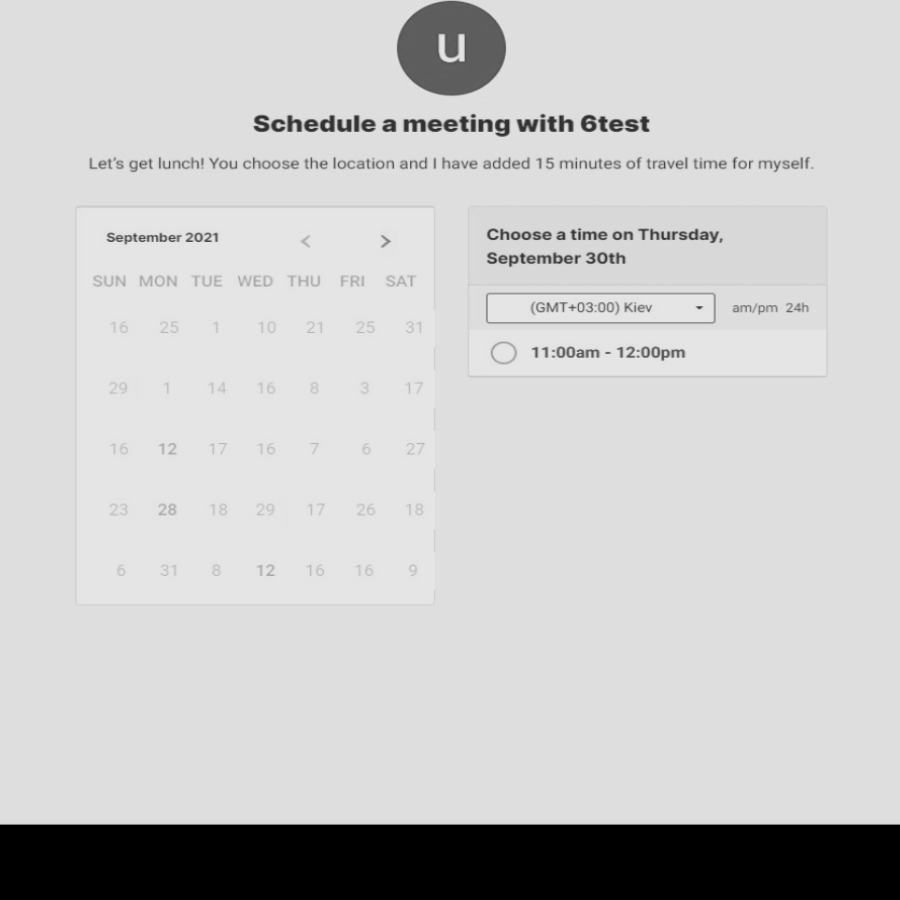 u
Schedule a meeting with 6test
Let's get lunch! You choose the location and I have added 15 minutes of travel time for myself.
September 2021 < >
SUN MON TUE WED THU FRI SAT
16 25 1 10 21 25 31
29 1 14 16 8 3 17
16 12 17 16 7 6 27
23 28 18 29 17 26 18
6 31 8 12 16 16 9
Choose a time on Thursday,
September 30th
(GMT+03:00) Kiev am/pm 24h
11:00am - 12:00pm